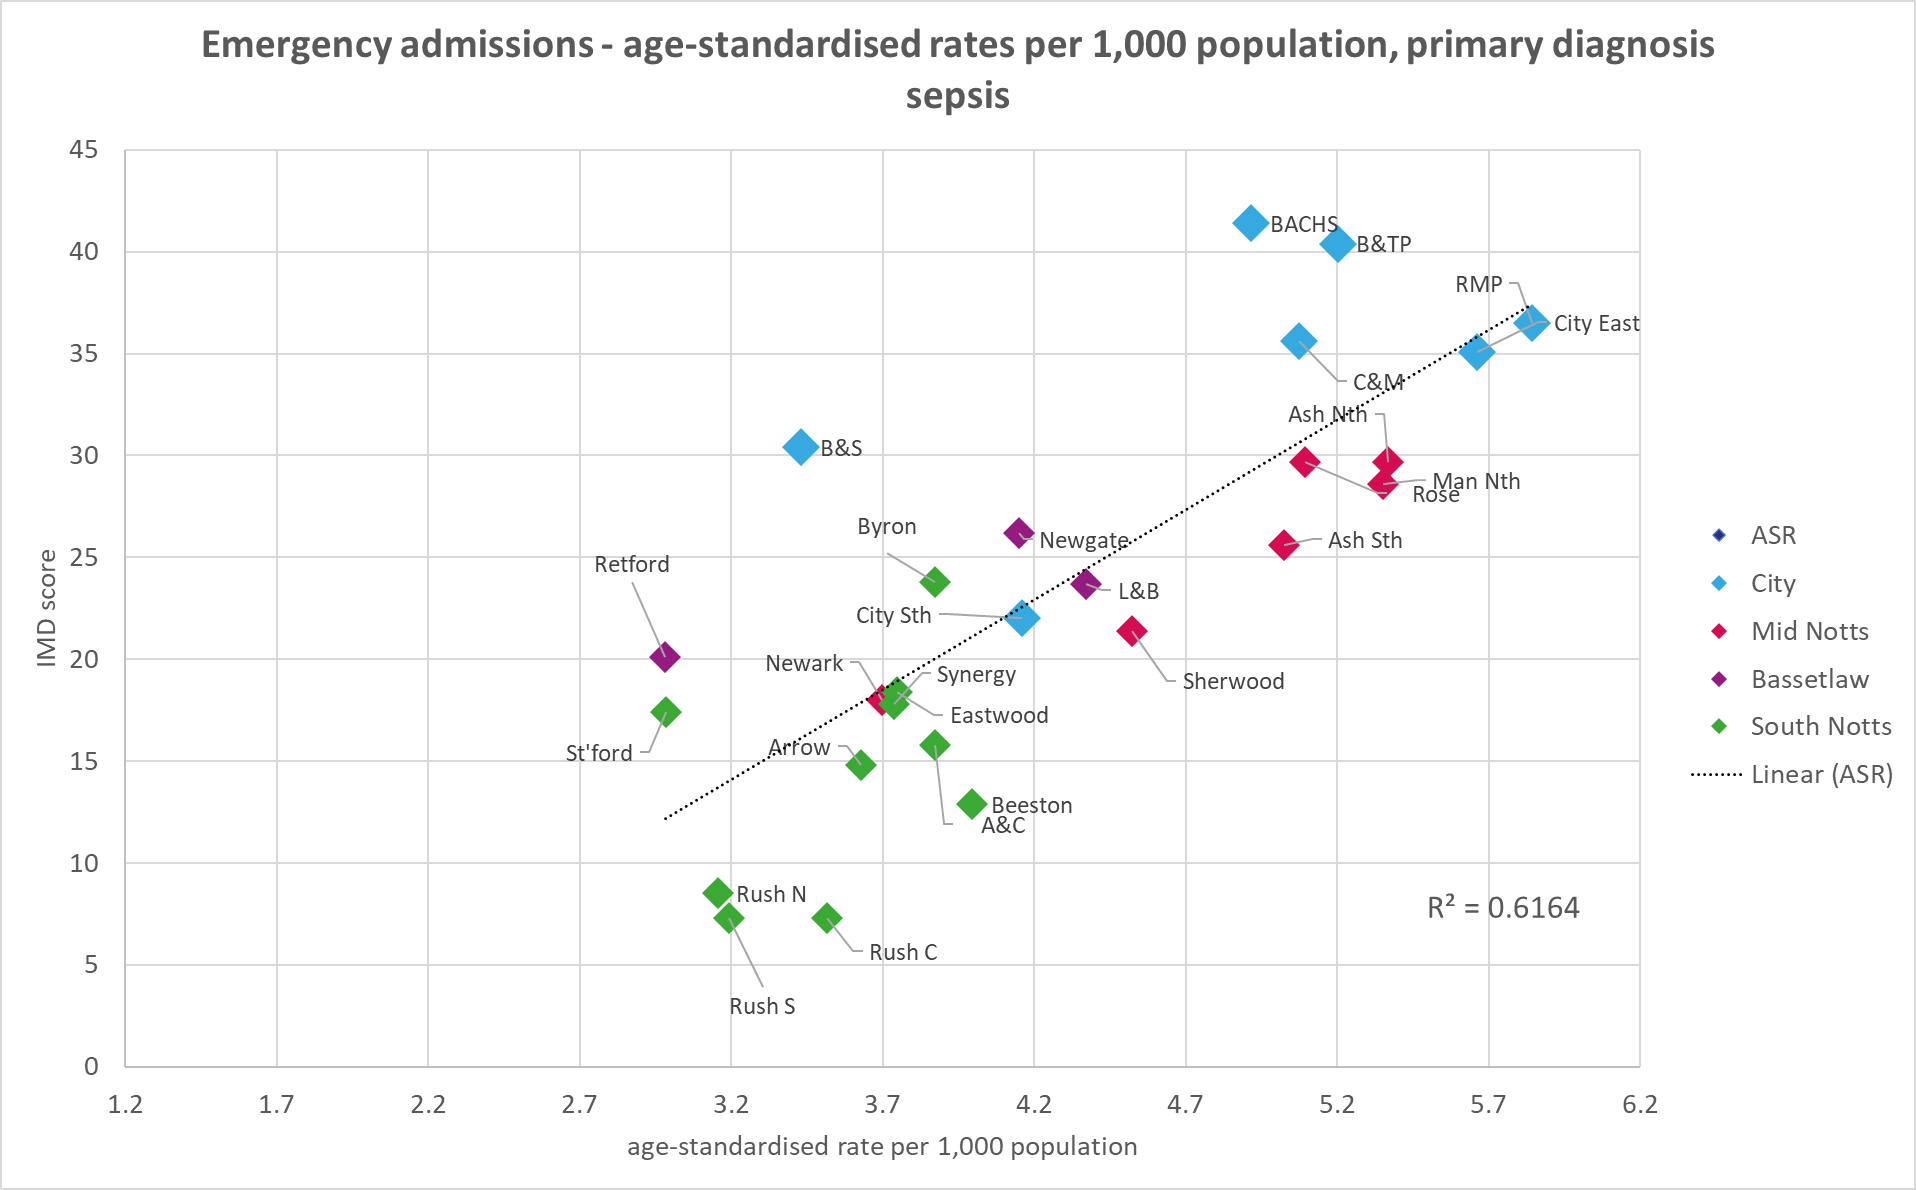 Emergency admissions - age-standardised rates per 1,000 population, primary diagnosis
sepsis
45
40
35
30
25
20
15
10
5
0
IMD score
BACHS
B&TP
RMP
City East
C&M
Ash Nth
B&S
Man Nth
Rose
Byron
Newgate
Ash Sth
Retford
L&B
City Sth
Newark
Synergy
Sherwood
Eastwood
St'ford
Arrow
Beeston
A&C
Rush N
R² = 0.6164
Rush C
Rush S
1.2 1.7 2.2 2.7 3.2 3.7 4.2 4.7 5.2 5.7 6.2
age-standardised rate per 1,000 population
ASR
City
Mid Notts
Bassetlaw
South Notts
Linear (ASR)